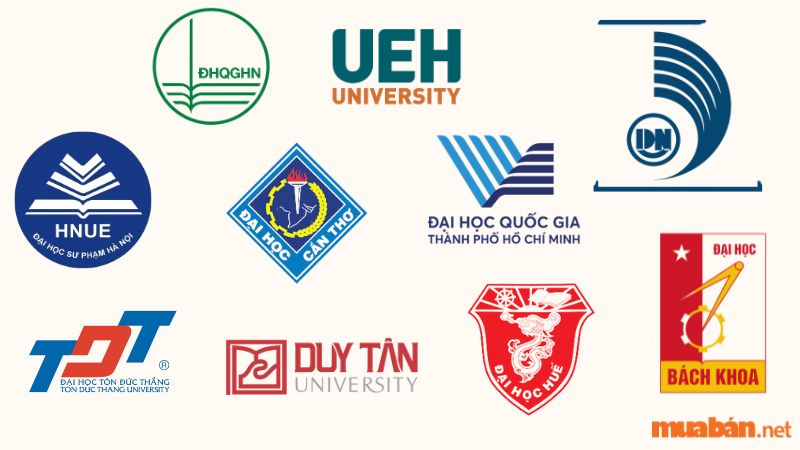 ĐHQGHN
UEH
UNIVERSITY
DN
HNUE
ĐẠI HỌC SƯ PHẠM HÀ NỘI
ĐẠI HỌC CẦN THƠ
ĐẠI HỌC QUỐC GIA
THÀNH PHỐ HỒ CHÍ MINH
TDT
®
ĐẠI HỌC TÔN ĐỨC THẮNG
TON DUC THANG UNIVERSITY
DUY TÂN
UNIVERSITY
ĐẠI HỌC HUẾ
ĐẠI HỌC
BÁCH KHOA
muabán.net